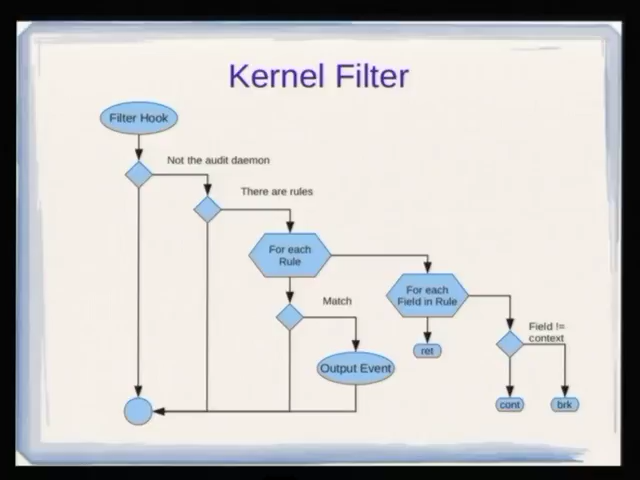 Kernel Filter
Filter Hook
Not the audit daemon
There are rules
For each
Rule
For each
Field in Rule
Match
Field !=
context
ret
Output Event
cont
brk